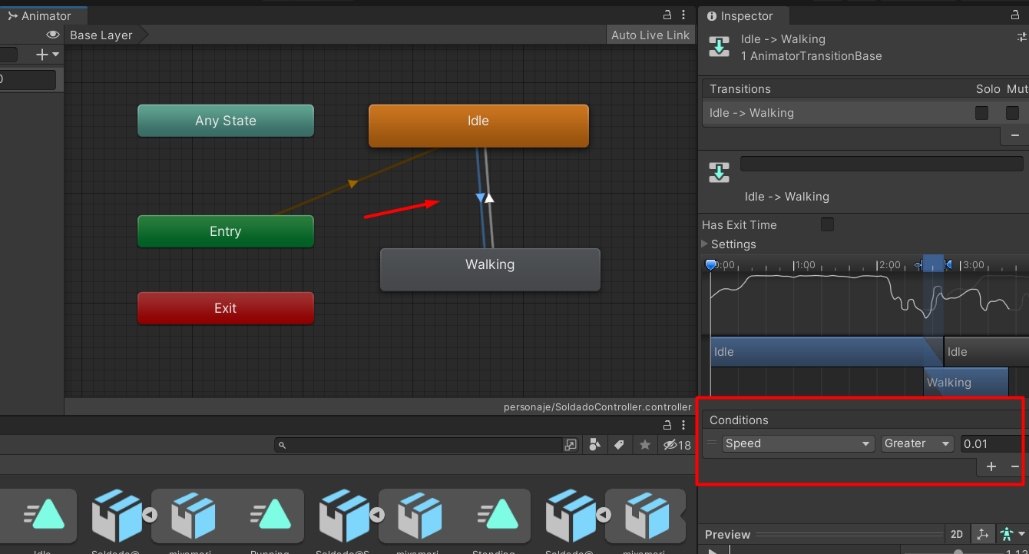 Animator
Base Layer
Auto Live Link
0
Any State
Idle
Entry
Walking
Exit
personaje/SoldadoController.controller
18
Idle
Soldado@
mixamori
Running
Soldado@S
mixamori
Standing
Soldado@
mixamori
Inspector
Idle -> Walking
1 AnimatorTransitionBase
Transitions Solo Mut
Idle -> Walking
Idle -> Walking
Has Exit Time
Settings
0:00 1:00 2:00 3:00
Idle Idle
Walking
Conditions
Speed Greater 0.01
Preview 2D